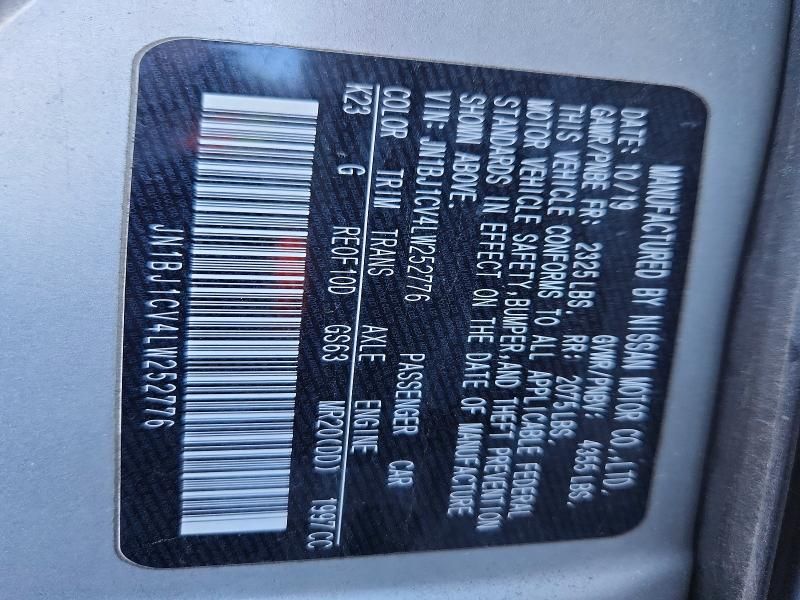 MANUFACTURED BY NISSAN MOTOR CO.,LTD.
DATE: 10/19 GVWR/PNBV: 4355 LBS,
GAWR/PNBE FR: 2325 LBS, RR: 2075 LBS,
THIS VEHICLE CONFORMS TO ALL APPLICABLE FEDERAL
MOTOR VEHICLE SAFETY, BUMPER, AND THEFT PREVENTION
STANDARDS IN EFFECT ON THE DATE OF MANUFACTURE
SHOWN ABOVE.
VIN: JN1BJ1CV4LW252776 PASSENGER CAR
COLOR TRIM TRANS AXLE ENGINE
K23 G RE0F10D GS63 MR20(DD) 1997CC
JN1BJ1CV4LW252776